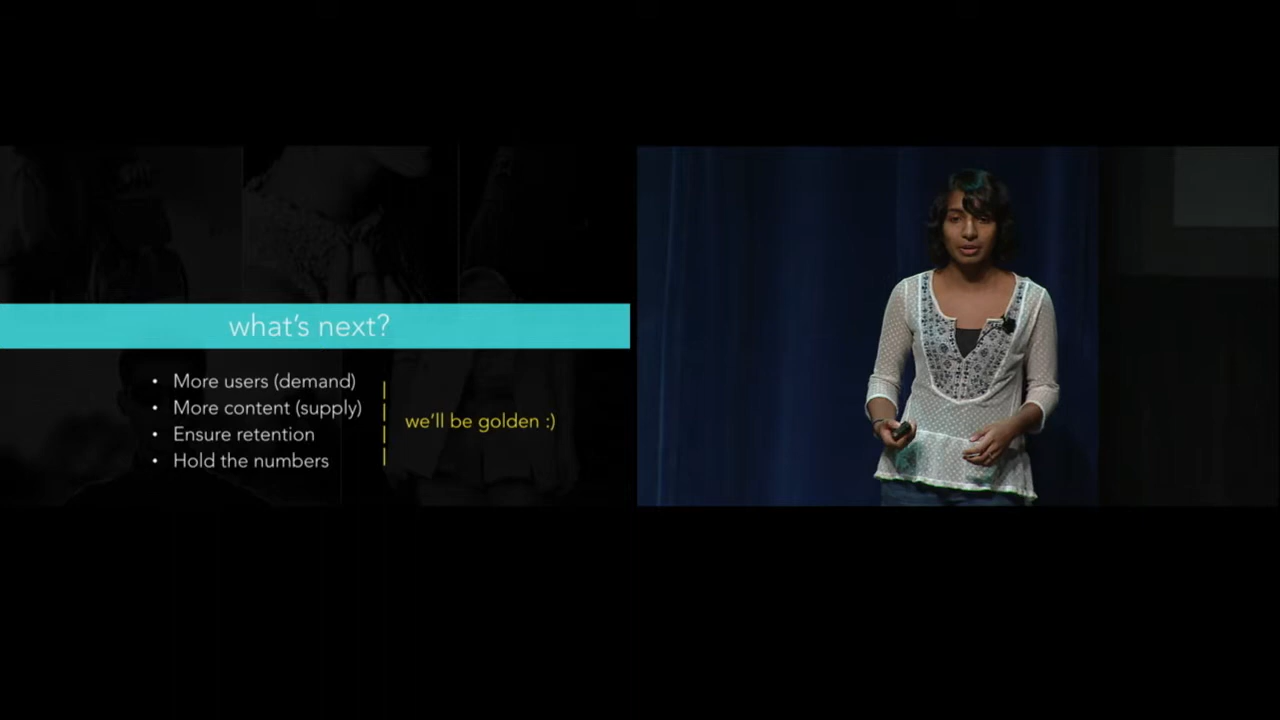 what's next?
• More users (demand)
• More content (supply)
• Ensure retention
• Hold the numbers
we'll be golden :)